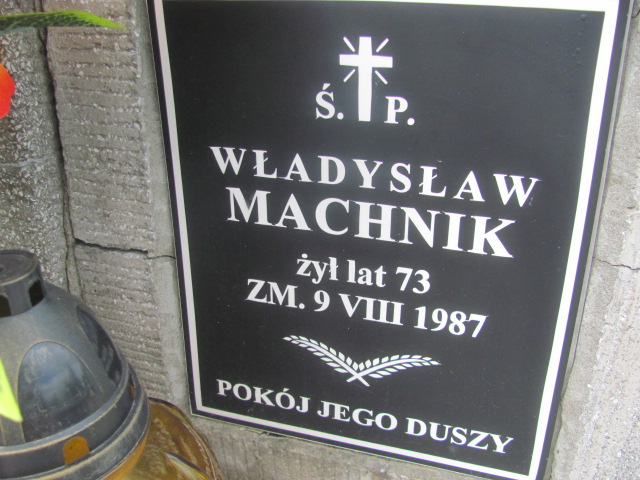 Ś. P.
WŁADYSŁAW
MACHNIK
żył lat 73
ZM. 9 VIII 1987
POKÓJ JEGO DUSZY